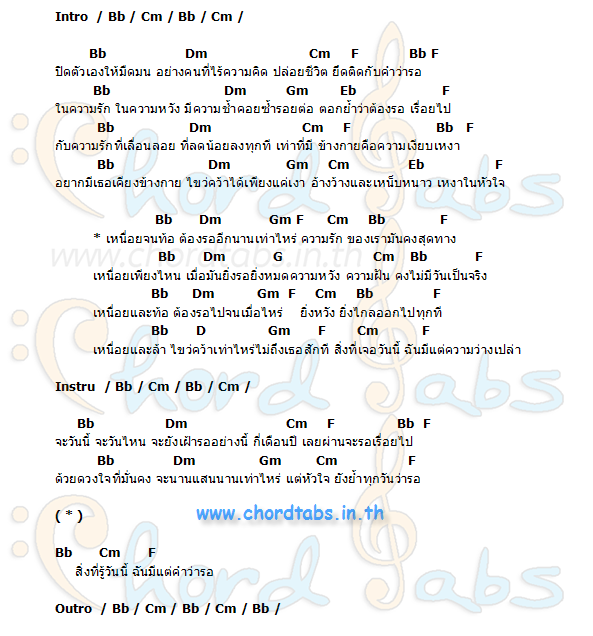 Intro / Bb / Cm / Bb / Cm /
Bb Dm Cm F Bb F
ปิดตัวเองให้มืดมน อย่างคนที่ไร้ความคิด ปล่อยชีวิต ยึดติดกับคำว่ารอ
Bb Dm Gm Eb F
ในความรัก ในความหวัง มีความช้ำคอยซ้ำรอยต่อ ตอกย้ำว่าต้องรอ เรื่อยไป
Bb Dm Cm F Bb F
กับความรักที่เลื่อนลอย ที่ลดน้อยลงทุกที เท่าที่มี ข้างกายคือความเงียบเหงา
Bb Dm Gm Cm Eb F
อยากมีเธอเคียงข้างกาย ไขว่คว้าได้เพียงแค่เงา อ้างว้างและเหน็บหนาว เหงาในหัวใจ
Bb Dm Gm F Cm Bb F
* เหนื่อยจนท้อ ต้องรออีกนานเท่าไหร่ ความรัก ของเรามันคงสุดทาง
www.chordtabs.in.th
Bb Dm G Cm Bb F
เหนื่อยเพียงไหน เมื่อมันยิ่งรอยิ่งหมดความหวัง ความฝัน คงไม่มีวันเป็นจริง
Bb Dm Gm F Cm Bb F
เหนื่อยและท้อ ต้องรอไปจนเมื่อไหร่ ยิ่งหวัง ยิ่งไกลออกไปทุกที
Bb D Gm F Cm F
เหนื่อยและล้า ไขว่คว้าเท่าไหร่ไม่ถึงเธอสักที สิ่งที่เจอวันนี้ ฉันมีแต่ความว่างเปล่า
Instru / Bb / Cm / Bb / Cm /
Bb Dm Cm F Bb F
จะวันนี้ จะวันไหน จะยังเฝ้ารออย่างนี้ กี่เดือนปี เลยผ่านจะรอเรื่อยไป
Bb Dm Gm Cm F
ด้วยดวงใจที่มั่นคง จะนานแสนนานเท่าไหร่ แต่หัวใจ ยังย้ำทุกวันว่ารอ
( * )
www.chordtabs.in.th
Bb Cm F
สิ่งที่รู้วันนี้ ฉันมีแต่คำว่ารอ
Outro / Bb / Cm / Bb / Cm / Bb /
Chord Tabs
Chord Tabs
Chord Tabs